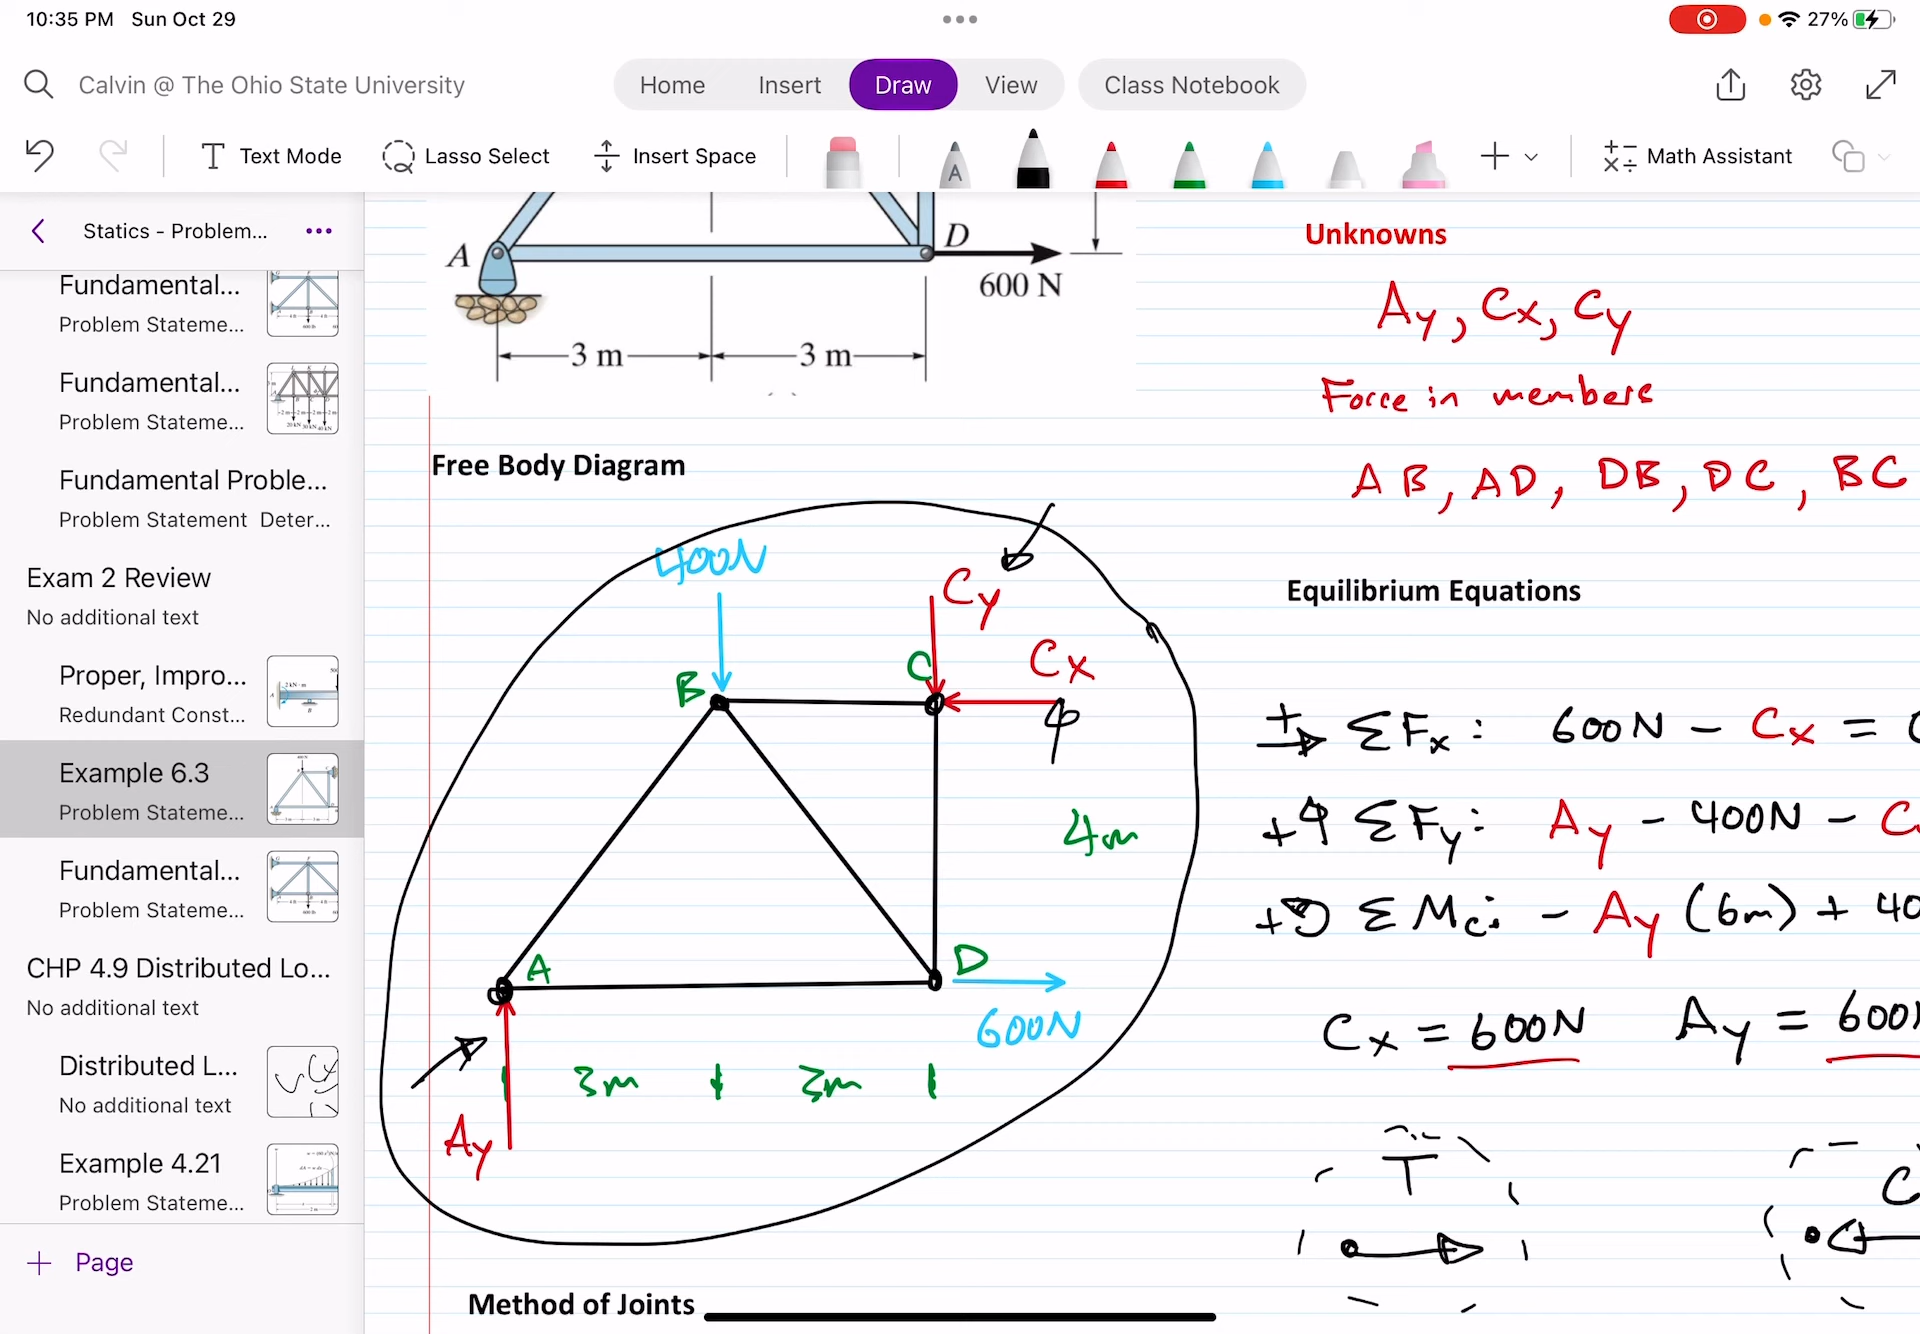 10:35 PM Sun Oct 29
27%
Calvin @ The Ohio State University
Home Insert Draw View Class Notebook
Text Mode Lasso Select Insert Space
A
Math Assistant
Statics - Problem...
Fundamental...
Problem Stateme...
Fundamental...
Problem Stateme...
Fundamental Proble...
Problem Statement Deter...
Exam 2 Review
No additional text
Proper, Impro...
Redundant Const...
Example 6.3
Problem Stateme...
Fundamental...
Problem Stateme...
CHP 4.9 Distributed Lo...
No additional text
Distributed L...
No additional text
Example 4.21
Problem Stateme...
Page
A
D
600 N
3 m
3 m
Free Body Diagram
400N
Cy
B
C
Cx
4m
A
D
600N
3m
3m
Ay
Method of Joints
Unknowns
Ay, Cx, Cy
Force in members
AB, AD, DB, DC, BC
Equilibrium Equations
+ ΣFx: 600N - Cx =
+ ΣFy: Ay - 400N -
+ ΣMc: - Ay (6m) + 40
Cx = 600N Ay = 600
T
C